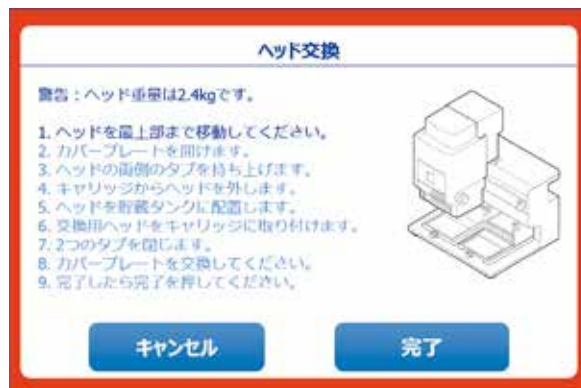 ヘッド交換
警告：ヘッド重量は2.4kgです。
1. ヘッドを最上部まで移動してください。
2. カバープレートを開けます。
3. ヘッドの両側のタブを持ち上げます。
4. キャリッジからヘッドを外します。
5. ヘッドを貯蔵タンクに配置します。
6. 交換用ヘッドをキャリッジに取り付けます。
7. 2つのタブを閉じます。
8. カバープレートを交換してください。
9. 完了したら完了を押してください。
キャンセル
完了